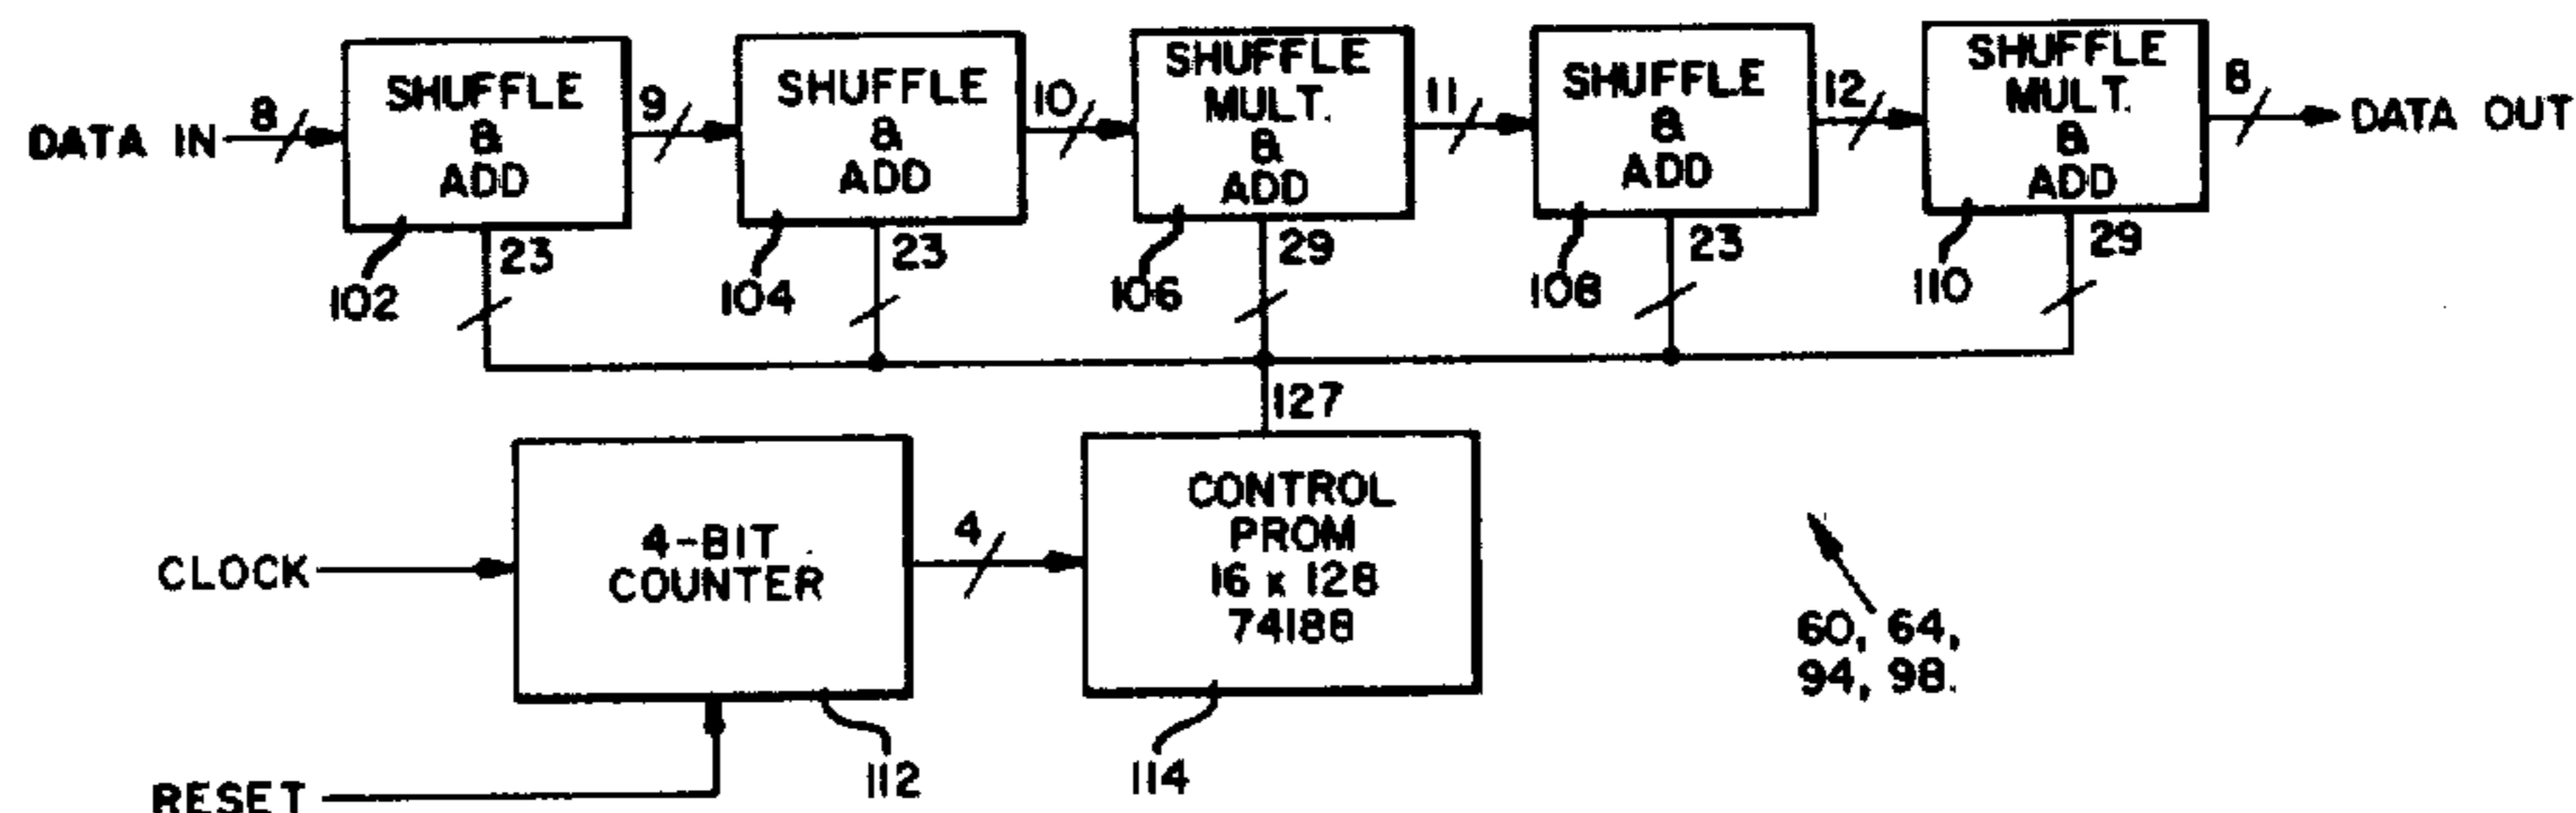 DATA IN
8
SHUFFLE
&
ADD
9
SHUFFLE
&
ADD
10
SHUFFLE
MULT.
&
ADD
11
SHUFFLE
&
ADD
12
SHUFFLE
MULT.
&
ADD
8
DATA OUT
102
23
104
23
106
29
108
23
110
29
127
CLOCK
4-BIT
COUNTER
4
CONTROL
PROM
16 x 128
74188
60, 64,
94, 98.
RESET
112
114